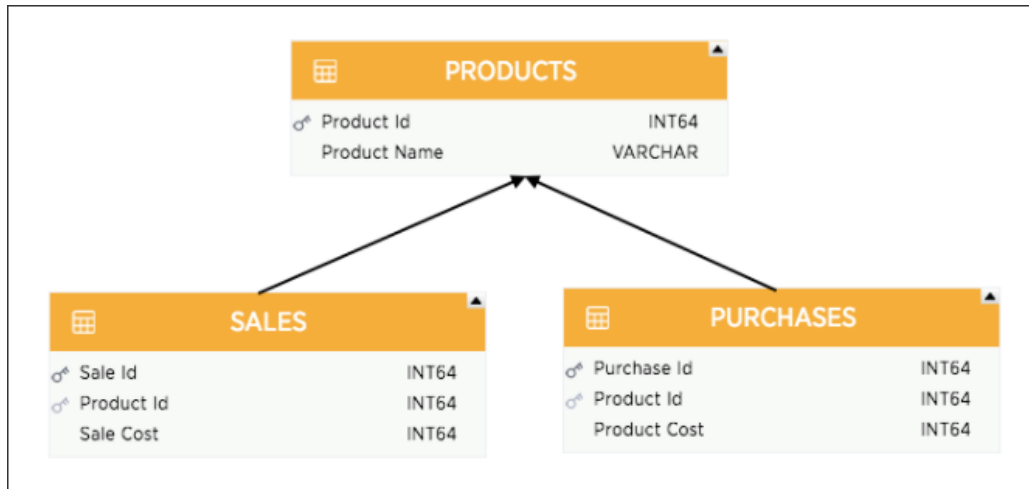 PRODUCTS
Product Id INT64
Product Name VARCHAR
SALES
Sale Id INT64
Product Id INT64
Sale Cost INT64
PURCHASES
Purchase Id INT64
Product Id INT64
Product Cost INT64